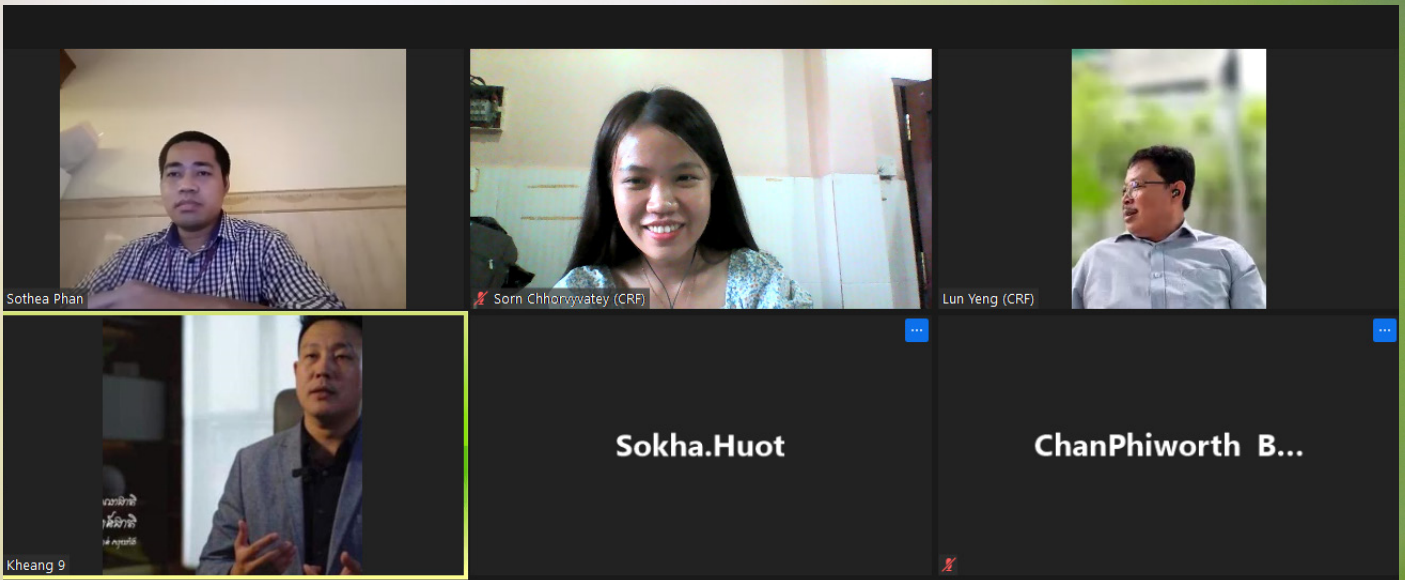 Sothea Phan
Sorn Chhorvyvatey (CRF)
Lun Yeng (CRF)
Kheang 9
Sokha.Huot
ChanPhiworth B...